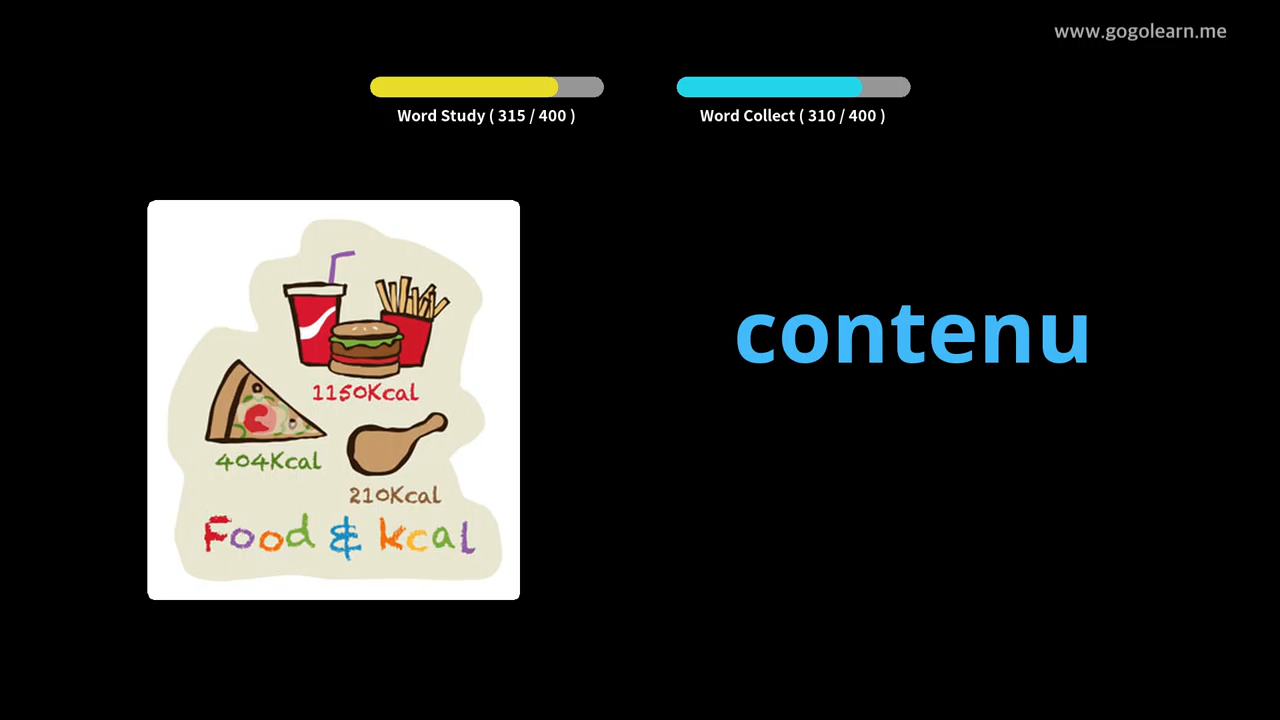 www.gogolearn.me
Word Study ( 315 / 400 )
Word Collect ( 310 / 400 )
1150Kcal
404Kcal
210Kcal
Food & kcal
contenu